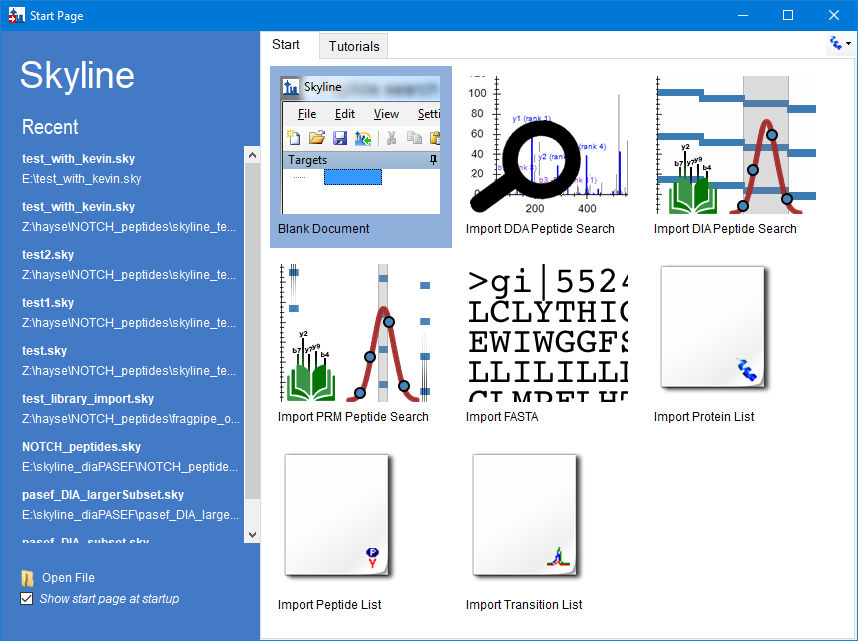 Start Page
Skyline
Recent
test_with_kevin.sky
E:\test_with_kevin.sky
test_with_kevin.sky
Z:\hayse\NOTCH_peptides\skyline_te...
test2.sky
Z:\hayse\NOTCH_peptides\skyline_te...
test1.sky
Z:\hayse\NOTCH_peptides\skyline_te...
test.sky
Z:\hayse\NOTCH_peptides\skyline_te...
test_library_import.sky
Z:\hayse\NOTCH_peptides\fragpipe_o...
NOTCH_peptides.sky
E:\skyline_diaPASEF\NOTCH_peptide...
pasef_DIA_largerSubset.sky
E:\skyline_diaPASEF\pasef_DIA_large...
pasef_DIA_subset.sky
Open File
Show start page at startup
Start
Tutorials
Skyline
File Edit View Setti
Targets
Blank Document
100
80
60
40
20
0
200 400
y1 (rank 1)
(rank 4)
y2 (rank 2)
b3
Import DDA Peptide Search
y2
b7 y7 y9 b4
Import DIA Peptide Search
y2
b7 y7 y9 b4
Import PRM Peptide Search
>gi|5524
LCLYTHIG
EWIWGGFS
LLILILLL
GLMPFLHT
Import FASTA
Import Protein List
P
Y
Import Peptide List
Import Transition List